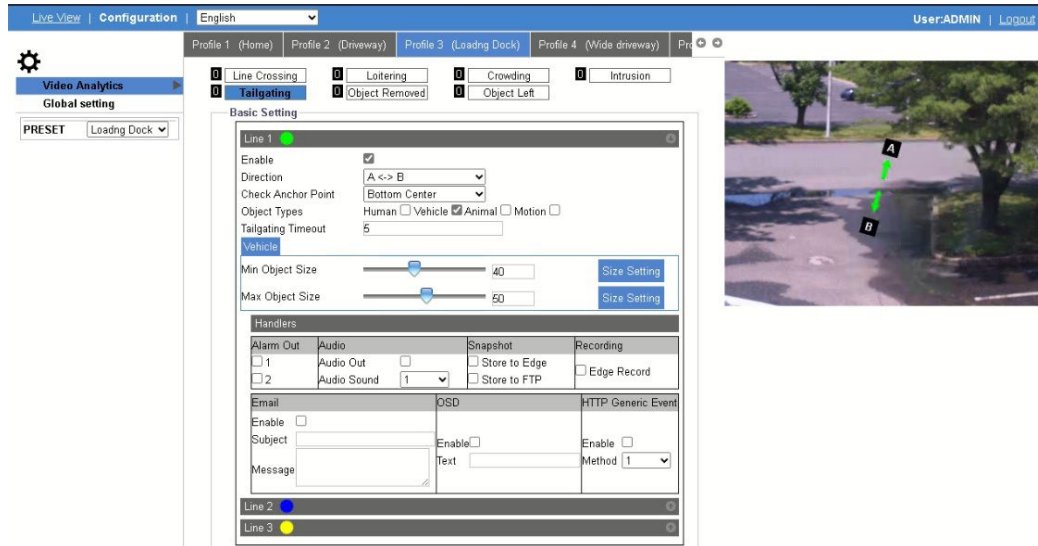 Live View | Configuration | English User:ADMIN | Logout
Profile 1 (Home) Profile 2 (Driveway) Profile 3 (Loadng Dock) Profile 4 (Wide driveway) Pro
0 Line Crossing 0 Loitering 0 Crowding 0 Intrusion
0 Tailgating 0 Object Removed 0 Object Left
Video Analytics
Global setting
PRESET Loadng Dock
Basic Setting
Line 1
Enable
Direction A <-> B
Check Anchor Point Bottom Center
Object Types Human Vehicle Animal Motion
Tailgating Timeout 5
Vehicle
Min Object Size 40 Size Setting
Max Object Size 50 Size Setting
Handlers
Alarm Out Audio Snapshot Recording
1 Audio Out Store to Edge
2 Audio Sound 1 Store to FTP Edge Record
Email OSD HTTP Generic Event
Enable
Subject Enable Enable
Message Text Method 1
Line 2
Line 3
A
B